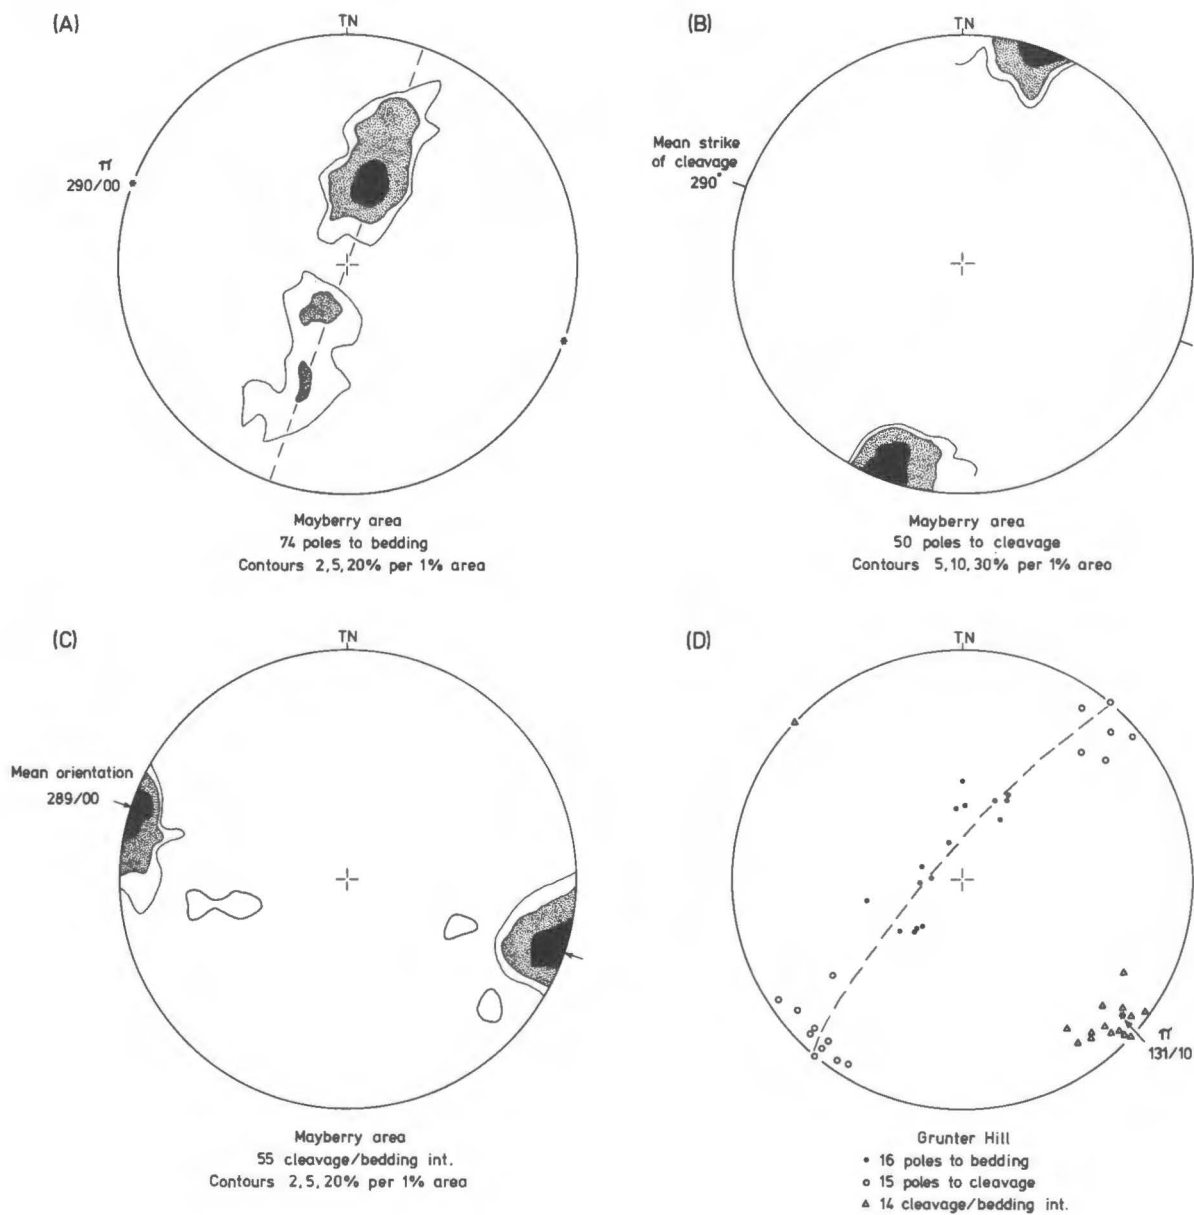 (A)
TN
π
290/00
Mayberry area
74 poles to bedding
Contours 2,5,20% per 1% area
(B)
TN
Mean strike
of cleavage
290°
Mayberry area
50 poles to cleavage
Contours 5,10,30% per 1% area
(C)
TN
Mean orientation
289/00
Mayberry area
55 cleavage/bedding int.
Contours 2,5,20% per 1% area
(D)
TN
π
131/10
Grunter Hill
• 16 poles to bedding
○ 15 poles to cleavage
△ 14 cleavage/bedding int.